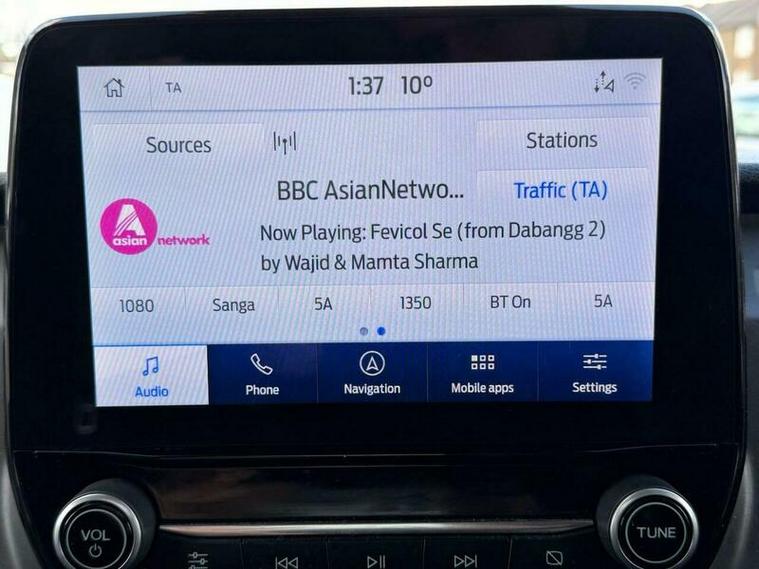 TA 1:37 10º
Sources
Stations
BBC AsianNetwo...
Traffic (TA)
A
asian network
Now Playing: Fevicol Se (from Dabangg 2)
by Wajid & Mamta Sharma
1080 Sanga 5A 1350 BT On 5A
Audio Phone Navigation Mobile apps Settings
VOL
TUNE